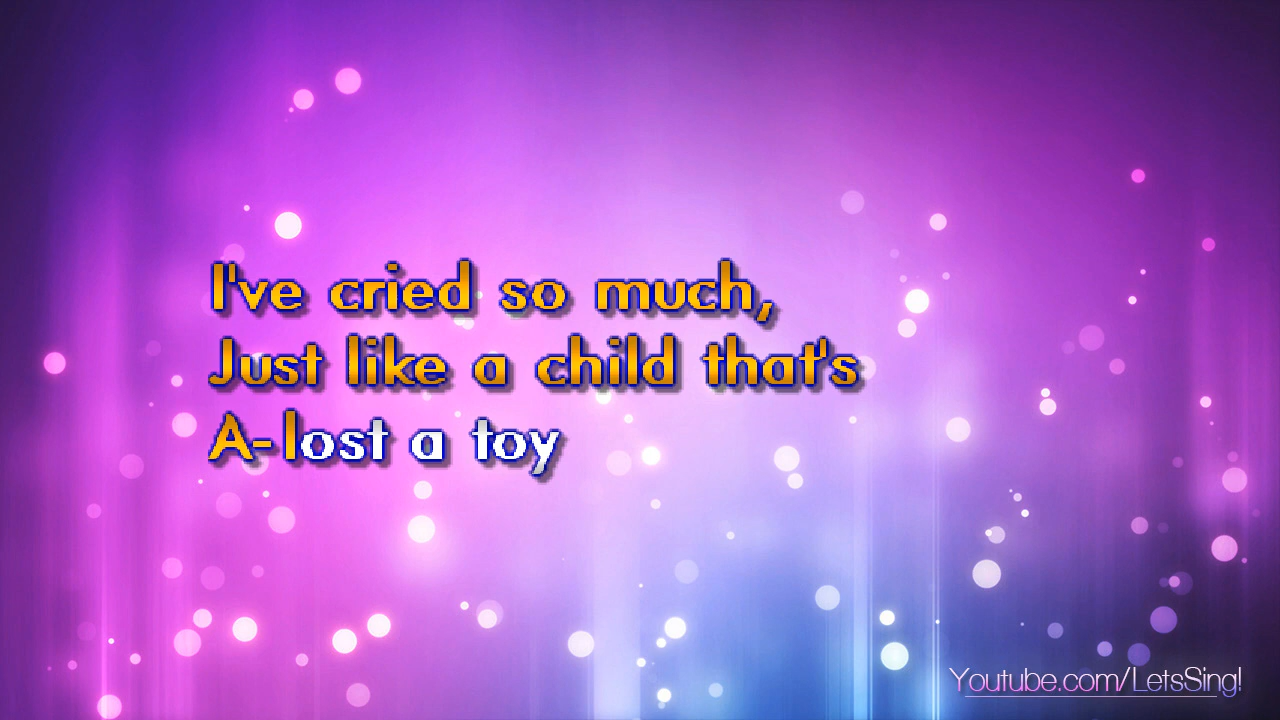 I've cried so much,
Just like a child that's
A-lost a toy
Youtube.com/LetsSing!